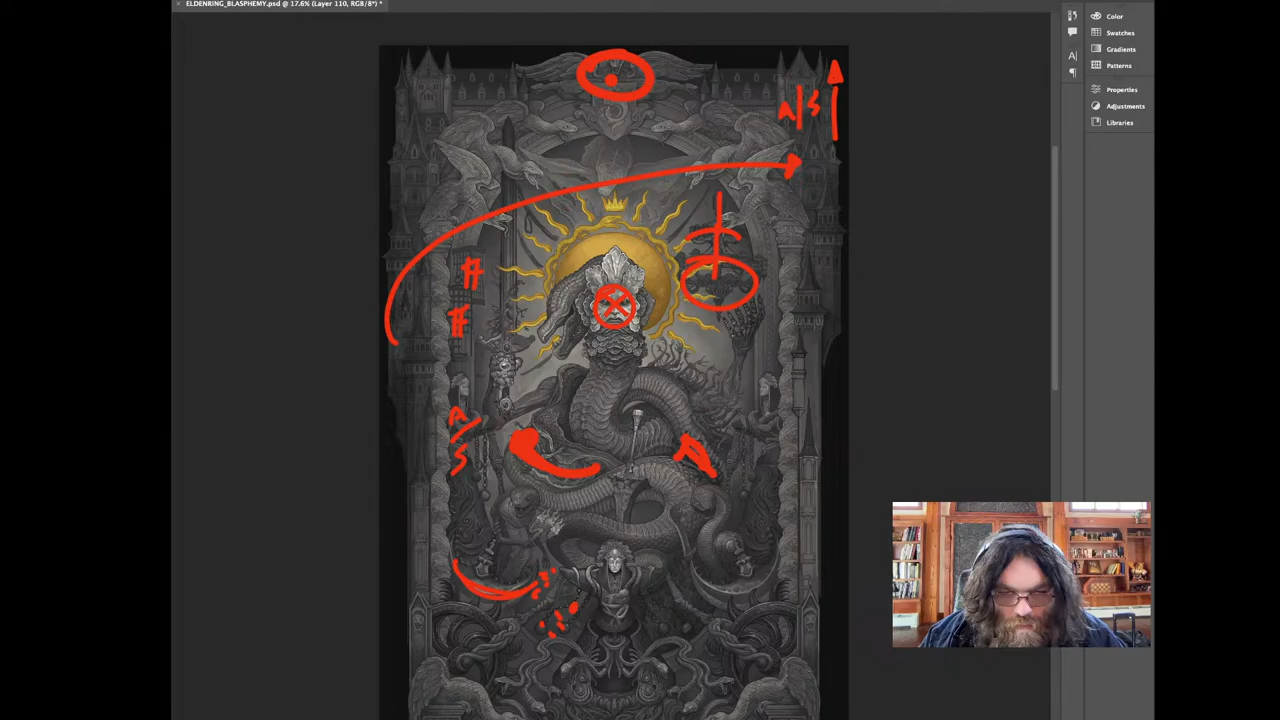 × ELDENRING_BLASPHEMY.psd @ 17.6% (Layer 110, RGB/8*) *
Color
Swatches
Gradients
Patterns
Properties
Adjustments
Libraries
A|
¶
A|S
#
#
A/S
A